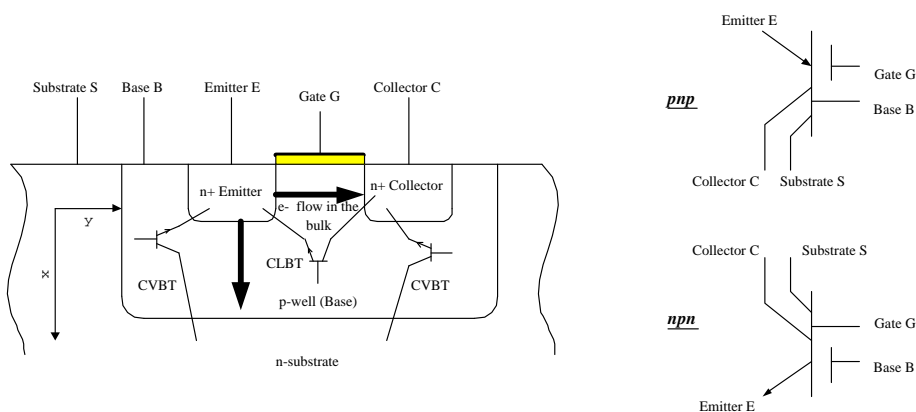 Substrate S
Base B
Emitter E
Gate G
Collector C
n+ Emitter
n+ Collector
e- flow in the
bulk
y
x
CVBT
CLBT
CVBT
p-well (Base)
n-substrate
Emitter E
Gate G
pnp
Base B
Collector C
Substrate S
Collector C
Substrate S
npn
Gate G
Base B
Emitter E